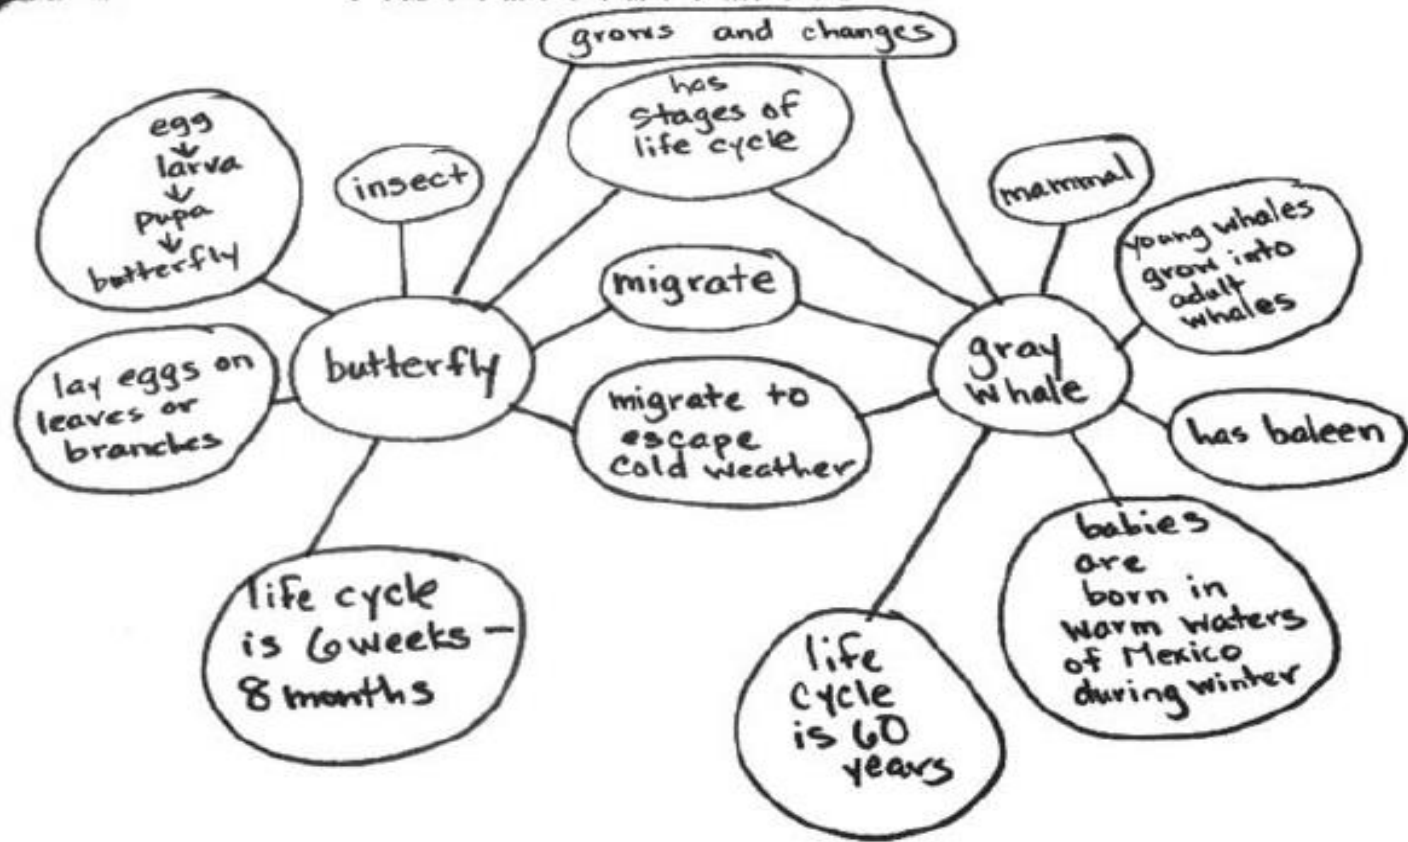 grows and changes
has
stages of
life cycle
egg
↓
larva
↓
pupa
↓
butterfly
insect
mammal
young whales
grow into
adult
whales
migrate
butterfly
gray
whale
lay eggs on
leaves or
branches
migrate to
escape
cold weather
has baleen
life cycle
is 6 weeks –
8 months
life
cycle
is 60
years
babies
are
born in
warm waters
of Mexico
during winter